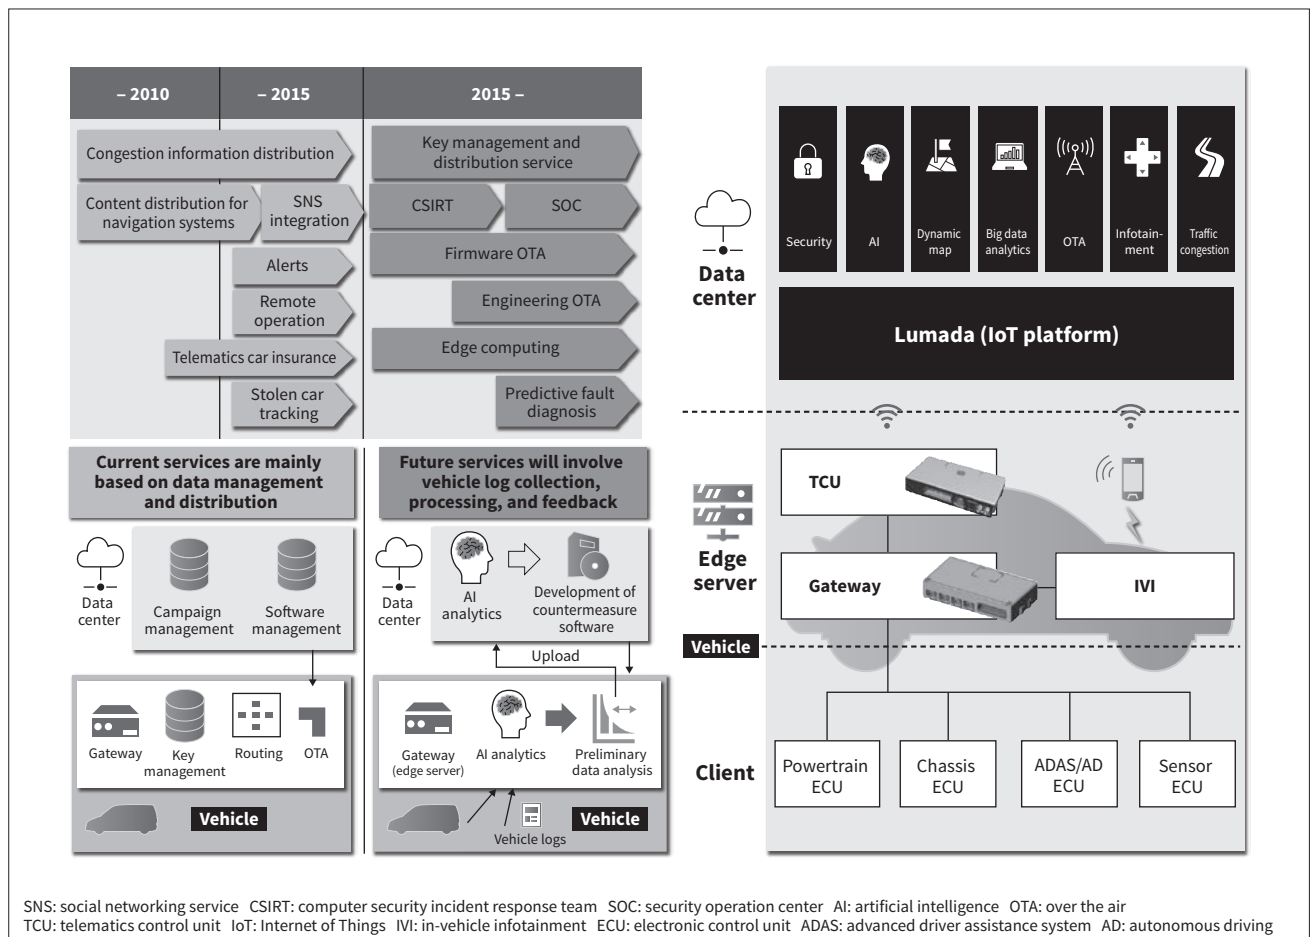 – 2010
– 2015
2015 –
Congestion information distribution
Key management and
distribution service
Content distribution for
navigation systems
SNS
integration
CSIRT
SOC
Alerts
Firmware OTA
Remote
operation
Engineering OTA
Telematics car insurance
Edge computing
Stolen car
tracking
Predictive fault
diagnosis
Current services are mainly
based on data management
and distribution
Future services will involve
vehicle log collection,
processing, and feedback
Data
center
Campaign
management
Software
management
Gateway
Key
management
Routing
OTA
Vehicle
Data
center
AI
analytics
Development of
countermeasure
software
Upload
Gateway
(edge server)
AI analytics
Preliminary
data analysis
Vehicle logs
Vehicle
Data
center
Security
AI
Dynamic
map
Big data
analytics
OTA
Infotain-
ment
Traffic
congestion
Lumada (IoT platform)
Edge
server
TCU
Gateway
IVI
Vehicle
Client
Powertrain
ECU
Chassis
ECU
ADAS/AD
ECU
Sensor
ECU
SNS: social networking service CSIRT: computer security incident response team SOC: security operation center AI: artificial intelligence OTA: over the air
TCU: telematics control unit IoT: Internet of Things IVI: in-vehicle infotainment ECU: electronic control unit ADAS: advanced driver assistance system AD: autonomous driving